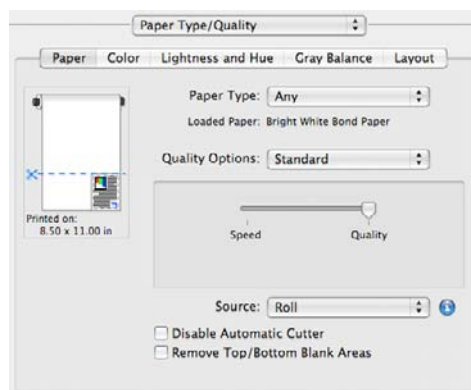 Paper Type/Quality
Paper Color Lightness and Hue Gray Balance Layout
Paper Type: Any
Loaded Paper: Bright White Bond Paper
Quality Options: Standard
Printed on:
8.50 x 11.00 in
Speed Quality
Source: Roll
Disable Automatic Cutter
Remove Top/Bottom Blank Areas